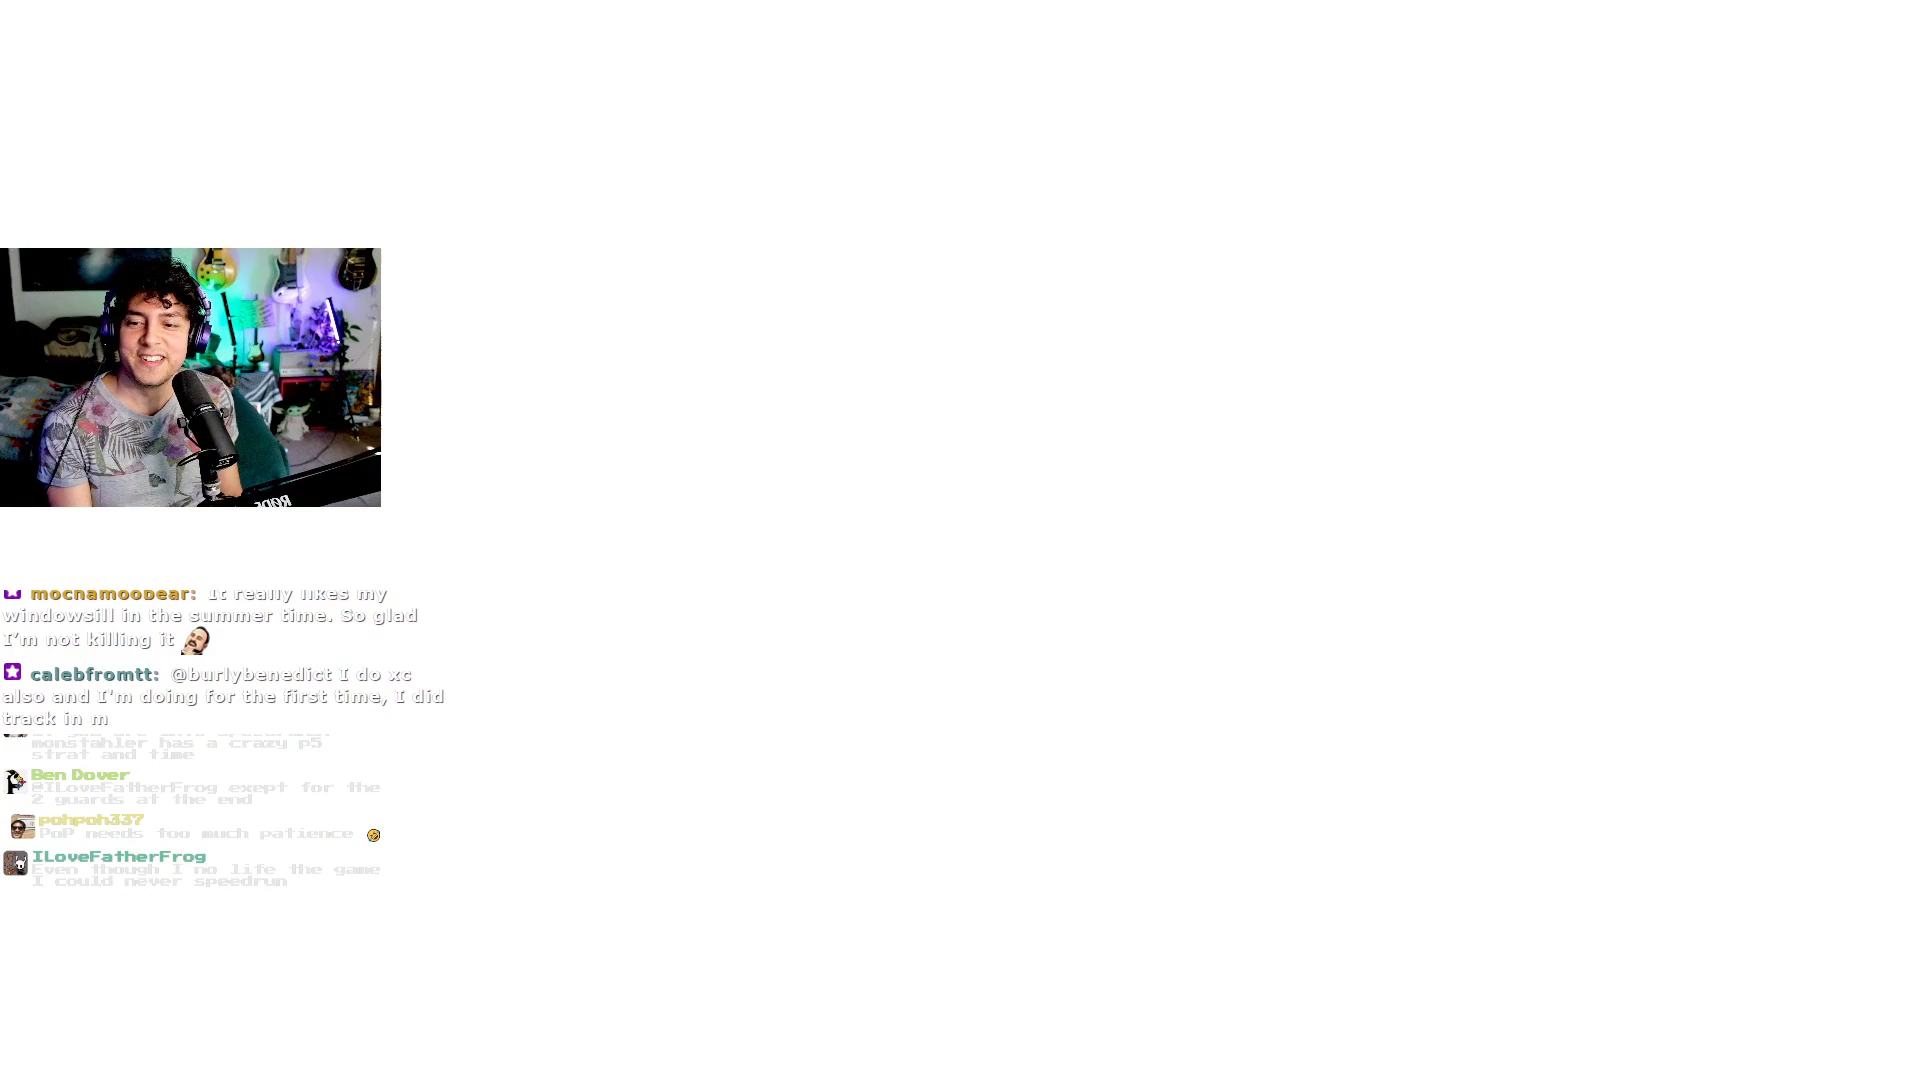 mochamoobear: It really likes my
windowsill in the summer time. So glad
I'm not killing it
calebfromtt: @burlybenedict I do xc
also and I'm doing for the first time, I did
track in m
monstahler has a crazy p5
strat and time
Ben Dover
@ILoveFatherFrog exept for the
2 guards at the end
pohpoh337
PoP needs too much patience
ILoveFatherFrog
Even though I no life the game
I could never speedrun
RØDE